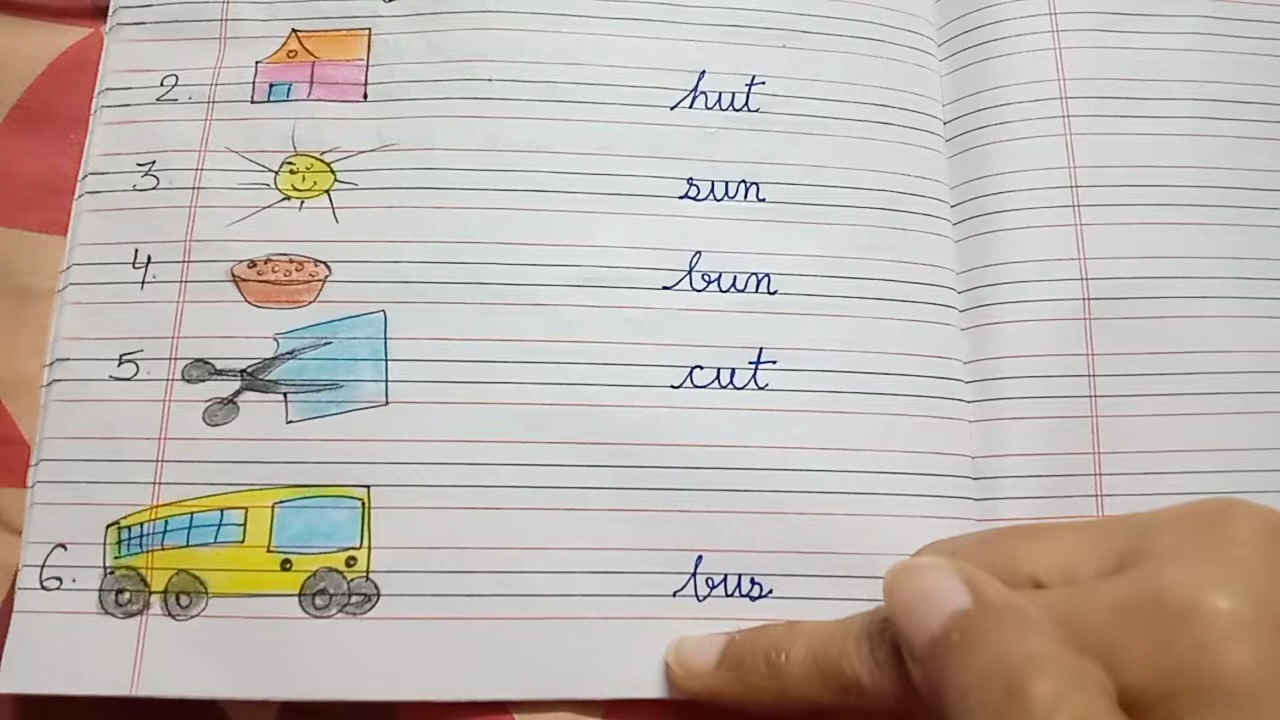 2. hut
3. sun
4. bun
5. cut
6. bus